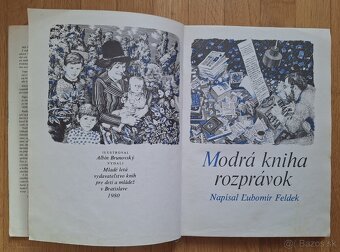 ILUSTROVAL
Albín Brunovský
VYDALI
Mladé letá
vydavateľstvo kníh
pre deti a mládež
v Bratislave
1980
Modrá kniha
rozprávok
Napísal Ľubomír Feldek
Bazos.sk